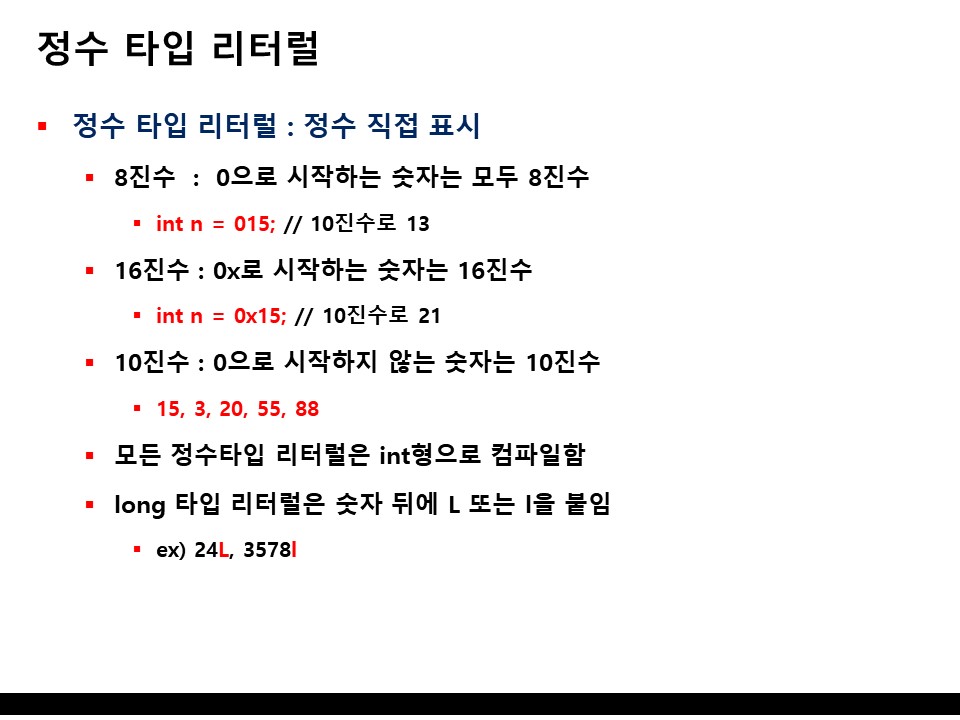 정수 타입 리터럴
정수 타입 리터럴 : 정수 직접 표시
8진수 : 0으로 시작하는 숫자는 모두 8진수
int n = 015; // 10진수로 13
16진수 : 0x로 시작하는 숫자는 16진수
int n = 0x15; // 10진수로 21
10진수 : 0으로 시작하지 않는 숫자는 10진수
15, 3, 20, 55, 88
모든 정수타입 리터럴은 int형으로 컴파일함
long 타입 리터럴은 숫자 뒤에 L 또는 l을 붙임
ex) 24L, 3578l